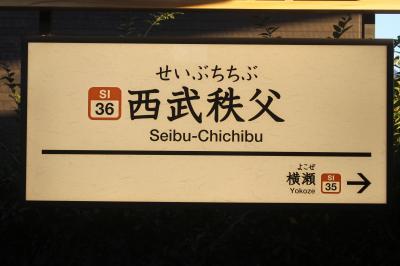 せいぶちちぶ
SI
36
西武秩父
Seibu-Chichibu
よこぜ
横瀬
Yokoze
SI
35
→